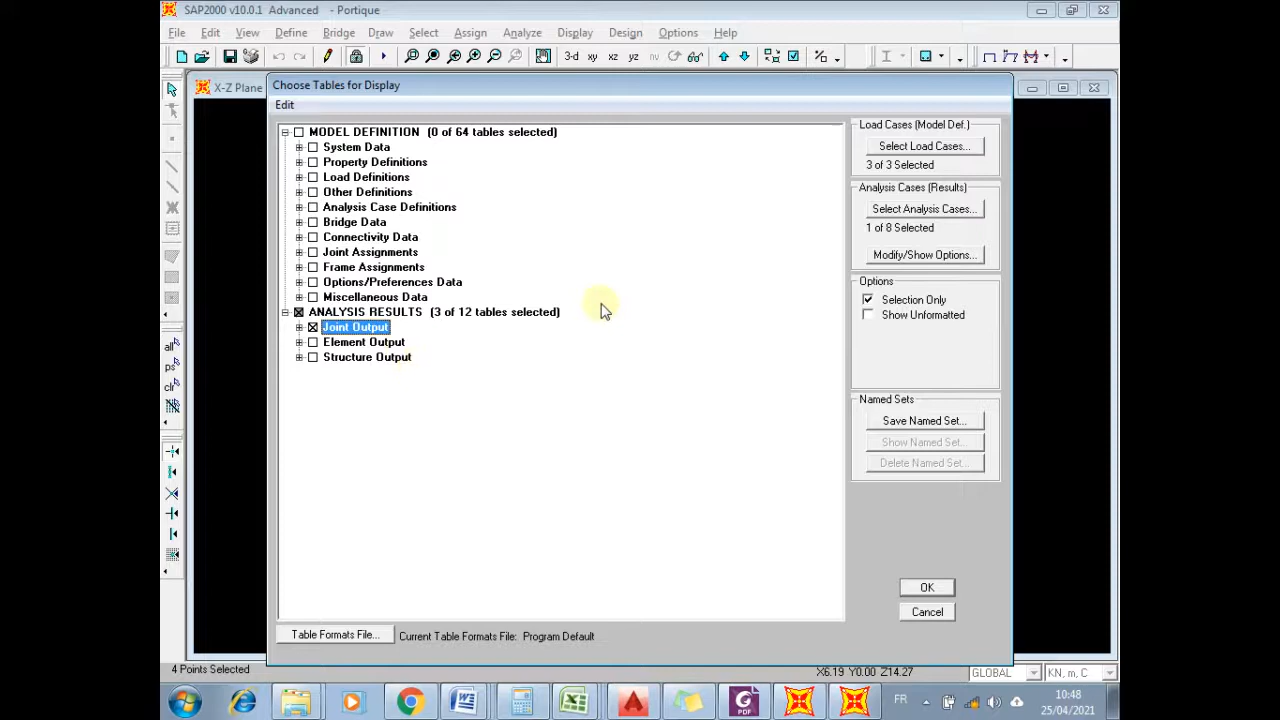 SAP2000 v10.0.1 Advanced - Portique
File Edit View Define Bridge Draw Select Assign Analyze Display Design Options Help
3-d xy xz yz
X-Z Plane
Choose Tables for Display
Edit
MODEL DEFINITION (0 of 64 tables selected)
System Data
Property Definitions
Load Definitions
Other Definitions
Analysis Case Definitions
Bridge Data
Connectivity Data
Joint Assignments
Frame Assignments
Options/Preferences Data
Miscellaneous Data
ANALYSIS RESULTS (3 of 12 tables selected)
Joint Output
Element Output
Structure Output
Load Cases (Model Def.)
Select Load Cases...
3 of 3 Selected
Analysis Cases (Results)
Select Analysis Cases...
1 of 8 Selected
Modify/Show Options...
Options
Selection Only
Show Unformatted
Named Sets
Save Named Set...
Show Named Set...
Delete Named Set...
OK
Cancel
Table Formats File...
Current Table Formats File: Program Default
all
ps
clr
4 Points Selected
X6.19 Y0.00 Z14.27
GLOBAL
KN, m, C
FR
10:48
25/04/2021